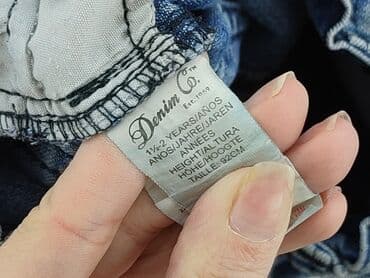 Denim Co.™
EST. 1969
1½-2 YEARS/AÑOS
ANOS/JAHRE/JAREN
ANNÉES
HEIGHT/ALTURA
HÖHE/HOOGTE
TAILLE: 92CM